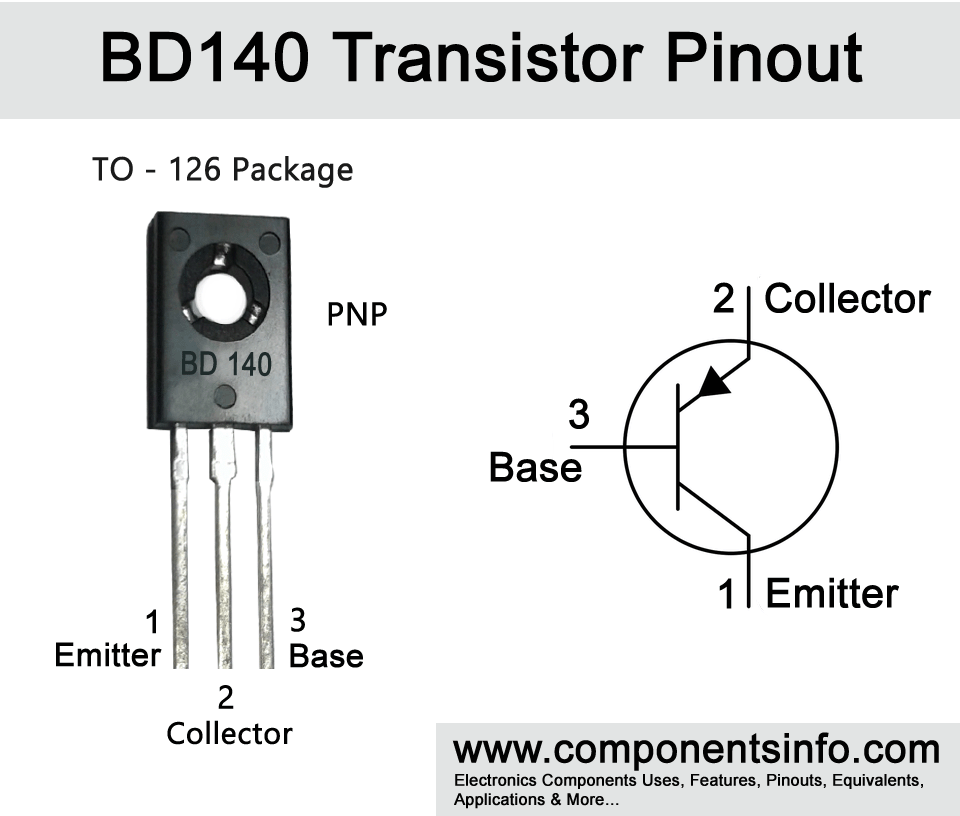 BD140 Transistor Pinout
TO - 126 Package
PNP
BD 140
1
Emitter
2
Collector
3
Base
2 Collector
3
Base
1 Emitter
www.componentsinfo.com
Electronics Components Uses, Features, Pinouts, Equivalents,
Applications & More...